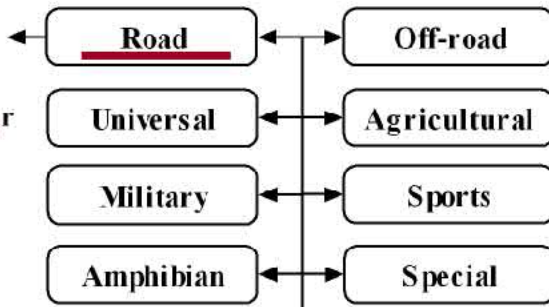 Road Off-road
r Universal Agricultural
Military Sports
Amphibian Special